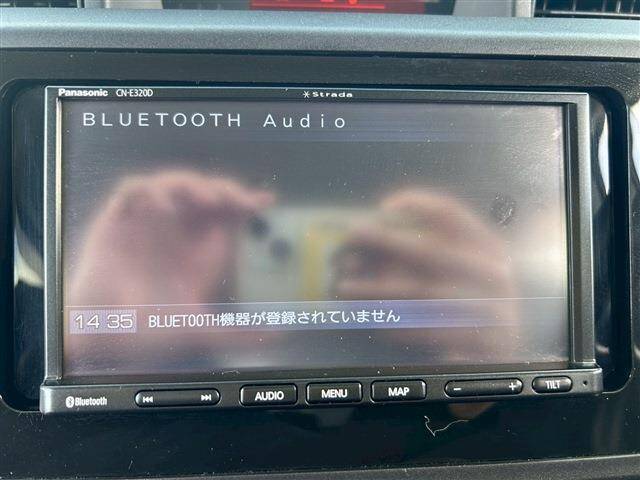 Panasonic CN-E320D Strada
BLUETOOTH Audio
14:35 BLUETOOTH機器が登録されていません
Bluetooth AUDIO MENU MAP − + TILT